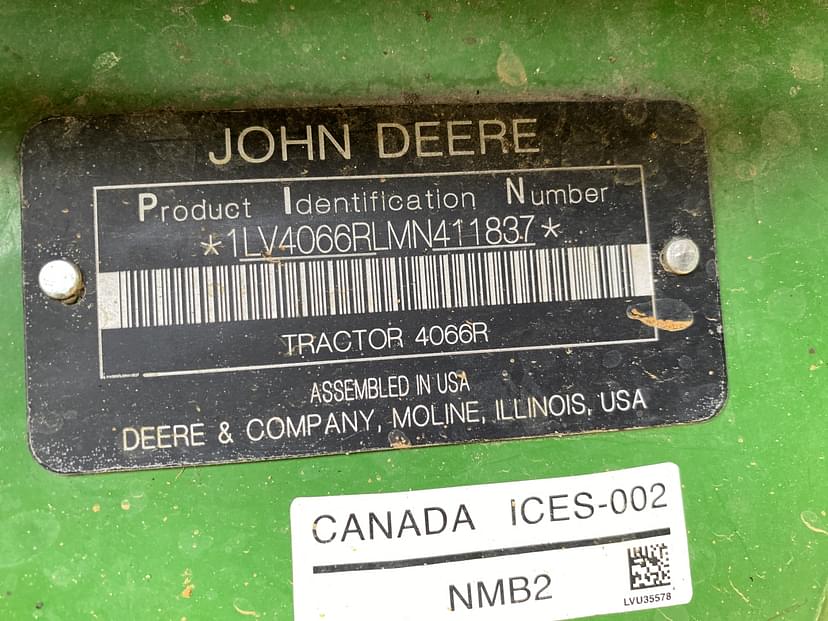 JOHN DEERE
Product Identification Number
*1LV4066RLMN411837*
TRACTOR 4066R
ASSEMBLED IN USA
DEERE & COMPANY, MOLINE, ILLINOIS, USA
CANADA ICES-002
NMB2
LVU35578